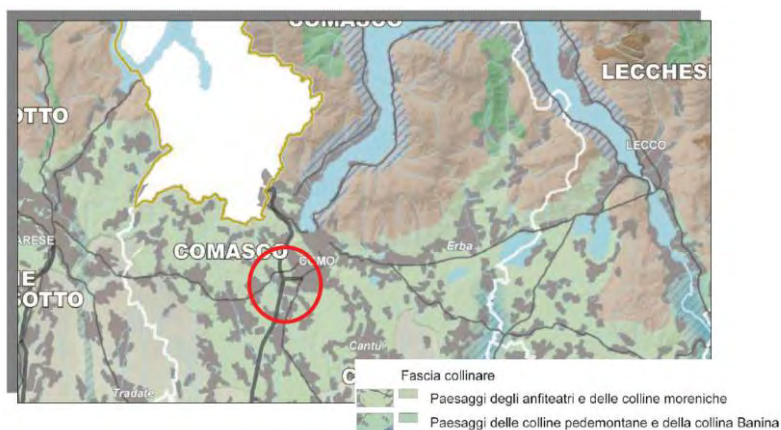 COMASCO
LECCHESE
OTTO
LECCO
ARESE
COMASCO
COMO
Erba
E
OTTO
Cantù
C
Tradate
Fascia collinare
Paesaggi degli anfiteatri e delle colline moreniche
Paesaggi delle colline pedemontane e della collina Banina